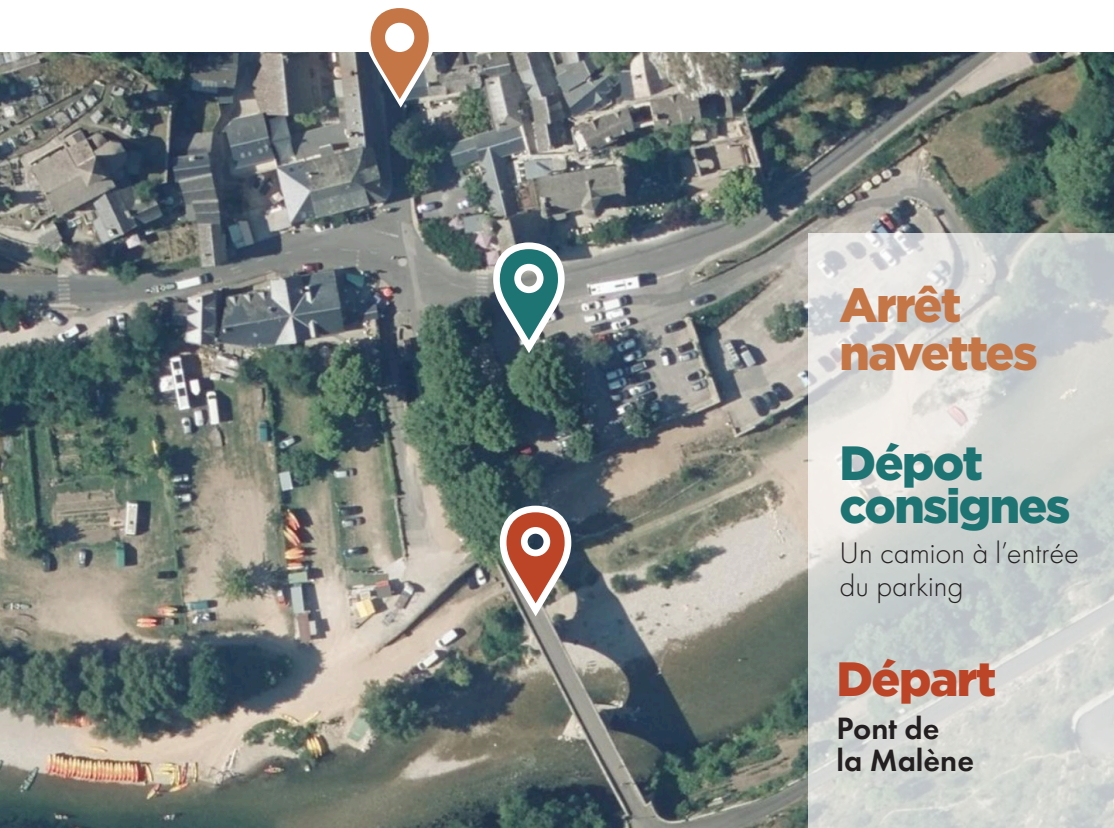 Arrêt
navettes
Dépot
consignes
Un camion à l'entrée
du parking
Départ
Pont de
la Malène